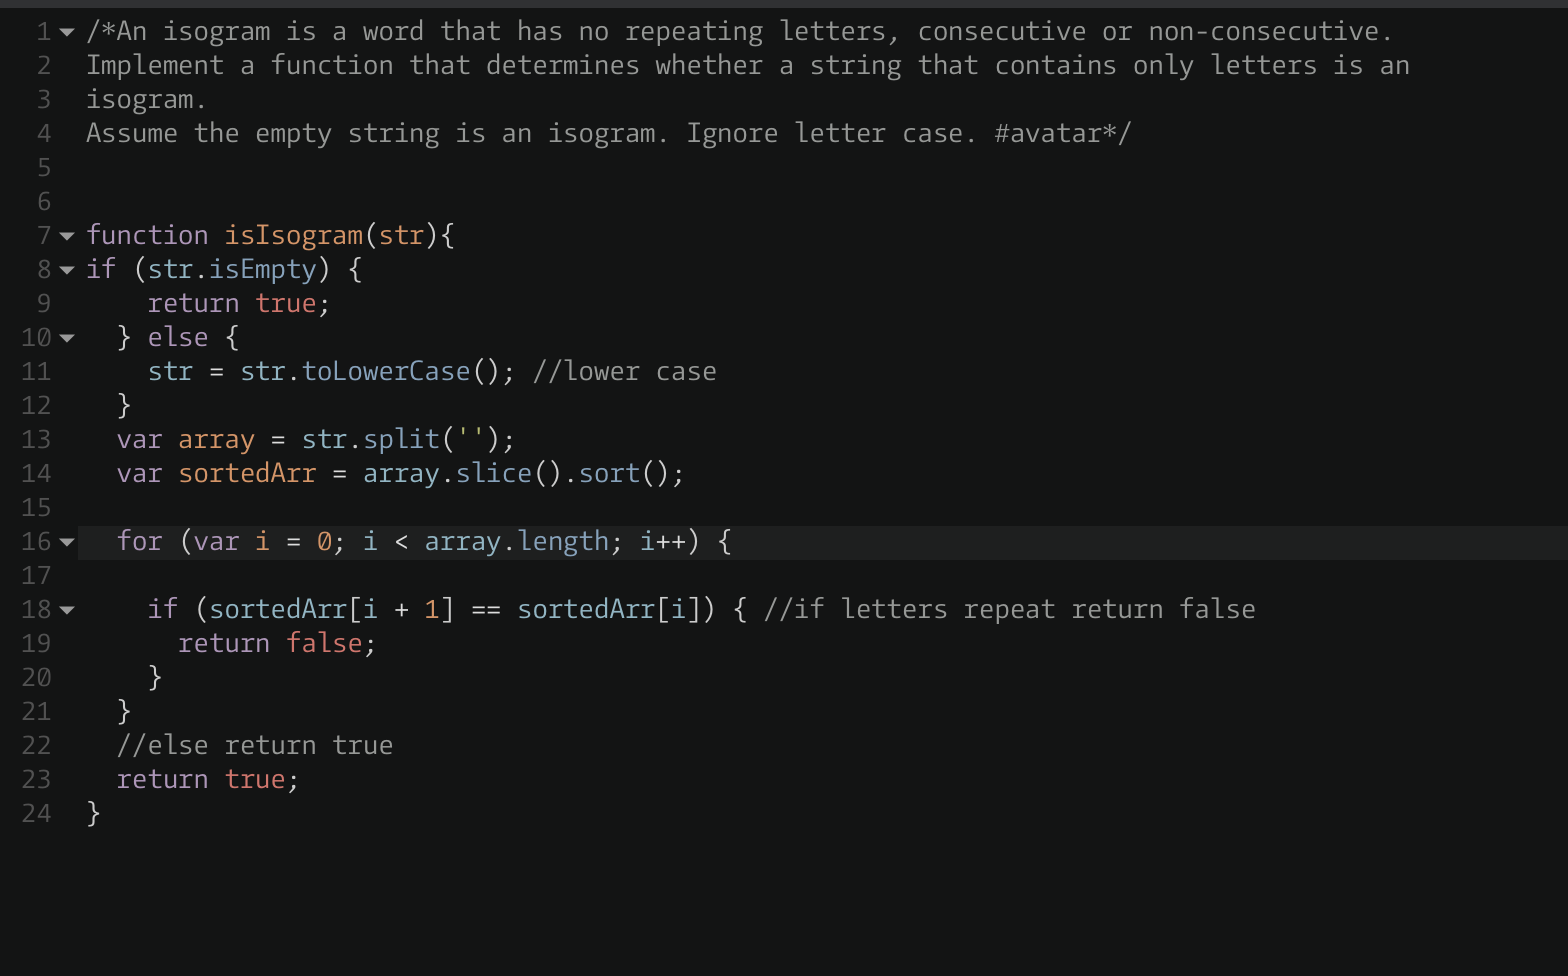 1 /*An isogram is a word that has no repeating letters, consecutive or non-consecutive.
2 Implement a function that determines whether a string that contains only letters is an
3 isogram.
4 Assume the empty string is an isogram. Ignore letter case. #avatar*/
5
6
7 function isIsogram(str){
8 if (str.isEmpty) {
9     return true;
10   } else {
11     str = str.toLowerCase(); //lower case
12   }
13   var array = str.split('');
14   var sortedArr = array.slice().sort();
15
16   for (var i = 0; i < array.length; i++) {
17
18     if (sortedArr[i + 1] == sortedArr[i]) { //if letters repeat return false
19       return false;
20     }
21   }
22   //else return true
23   return true;
24 }